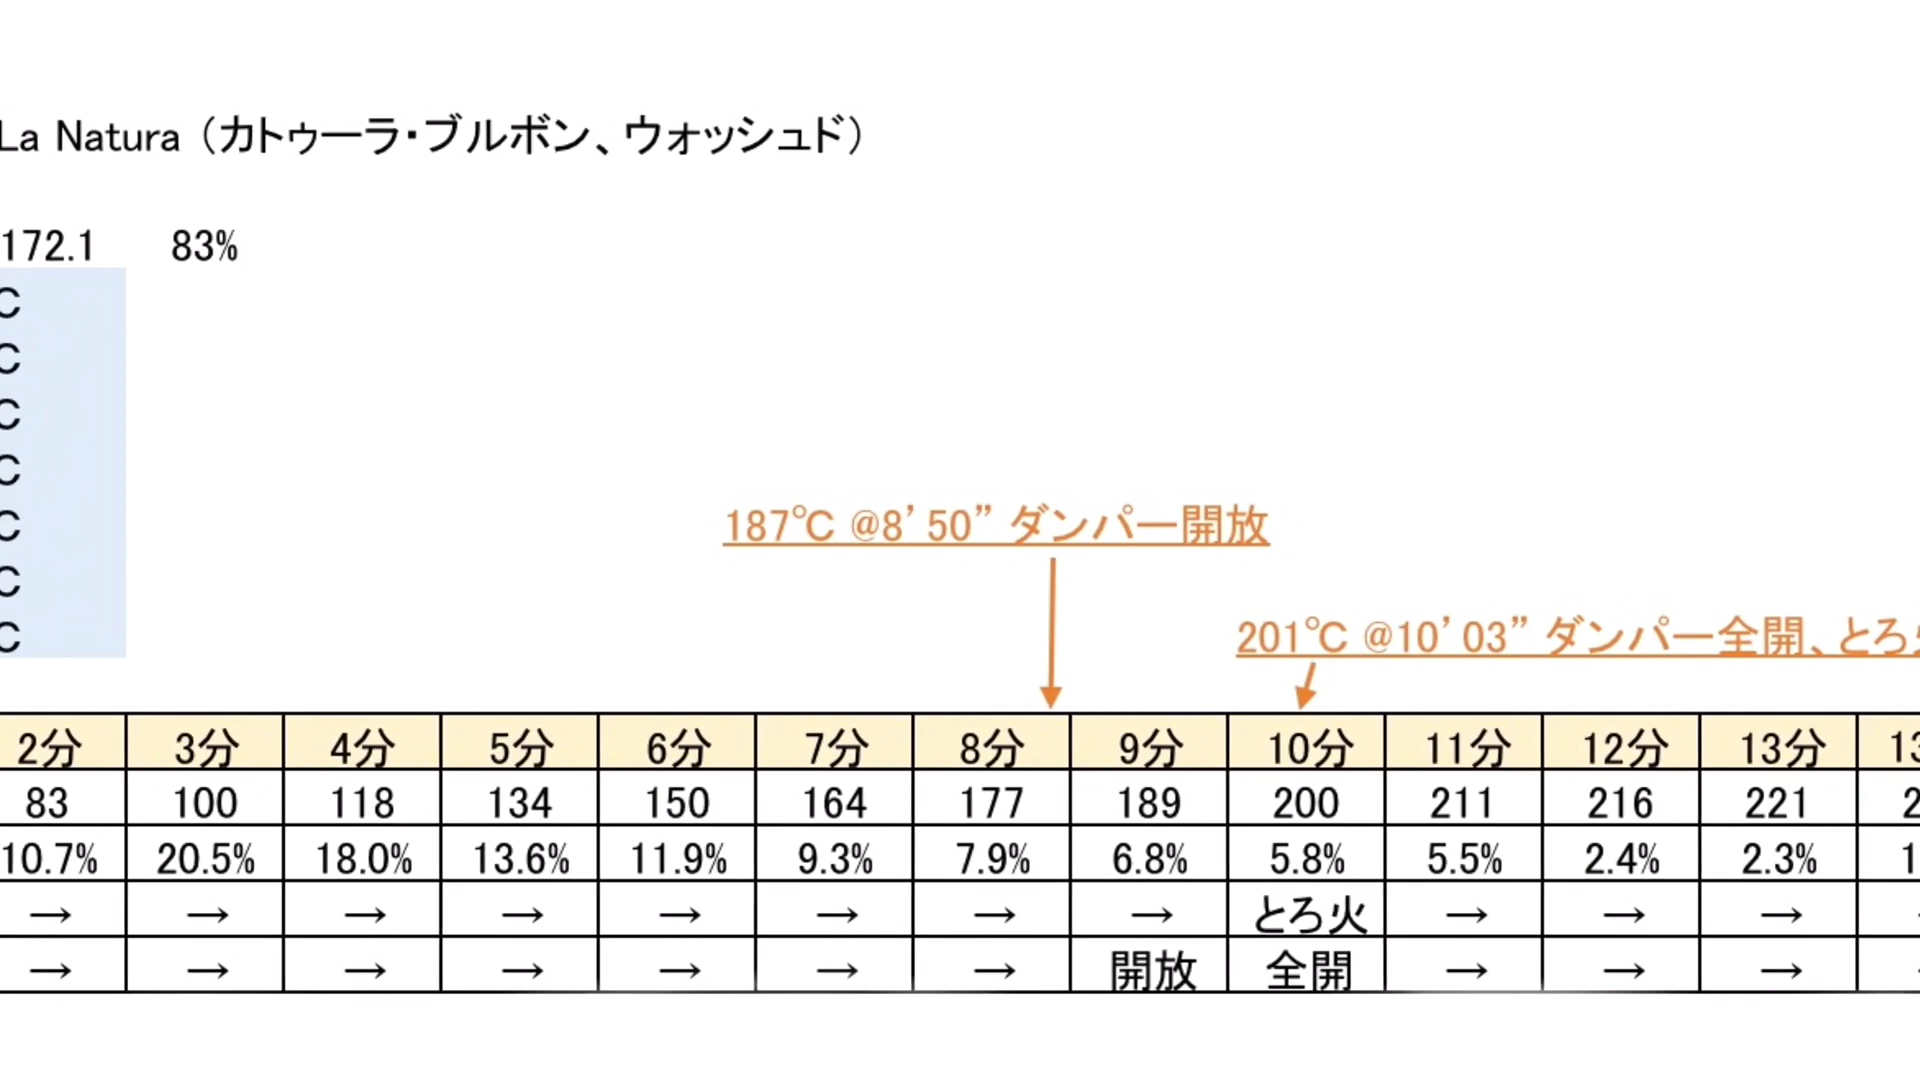 La Natura（カトゥーラ・ブルボン、ウォッシュド）
172.1 83%
C
C
C
C
C
C
C
187℃ @8’50” ダンパー開放
201℃ @10’03” ダンパー全開、とろ
2分 3分 4分 5分 6分 7分 8分 9分 10分 11分 12分 13分 13
83 100 118 134 150 164 177 189 200 211 216 221 2
10.7% 20.5% 18.0% 13.6% 11.9% 9.3% 7.9% 6.8% 5.8% 5.5% 2.4% 2.3% 1
→ → → → → → → → とろ火 → → →
→ → → → → → → 開放 全開 → → →